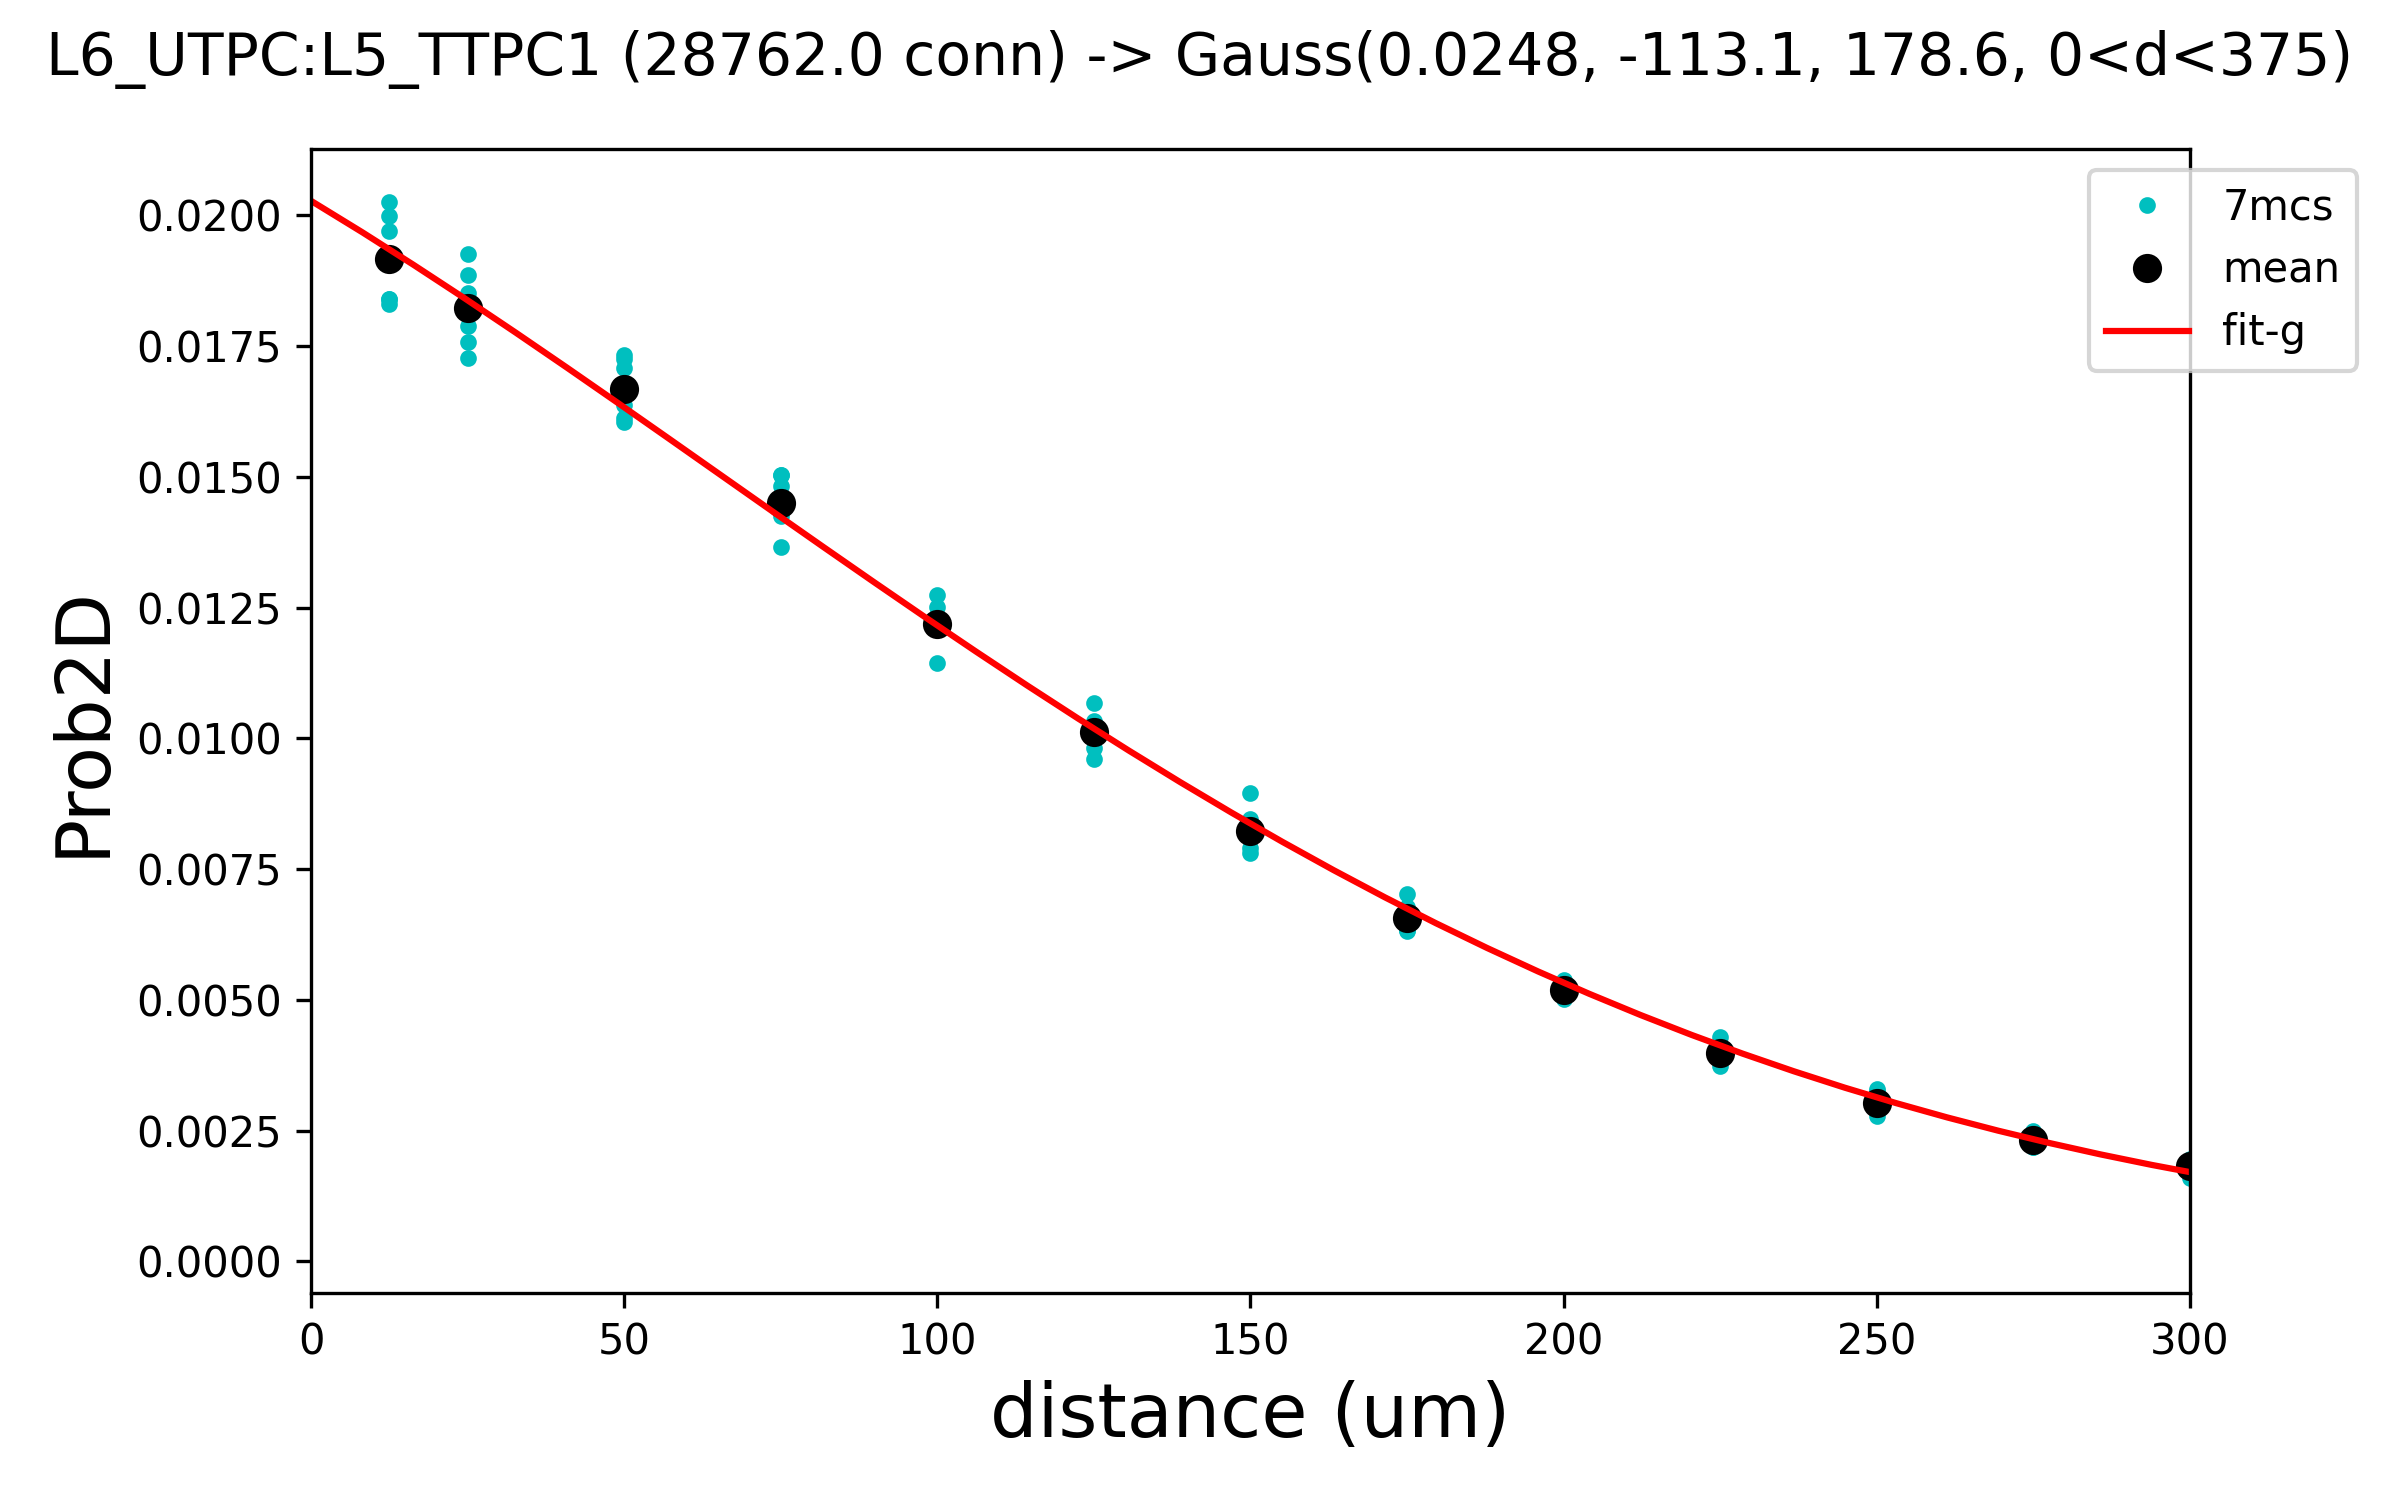 L6_UTPC:L5_TTPC1 (28762.0 conn) -> Gauss(0.0248, -113.1, 178.6, 0<d<375)
7mcs
mean
fit-g
0.0200
0.0175
0.0150
0.0125
0.0100
0.0075
0.0050
0.0025
0.0000
Prob2D
0 50 100 150 200 250 300
distance (um)